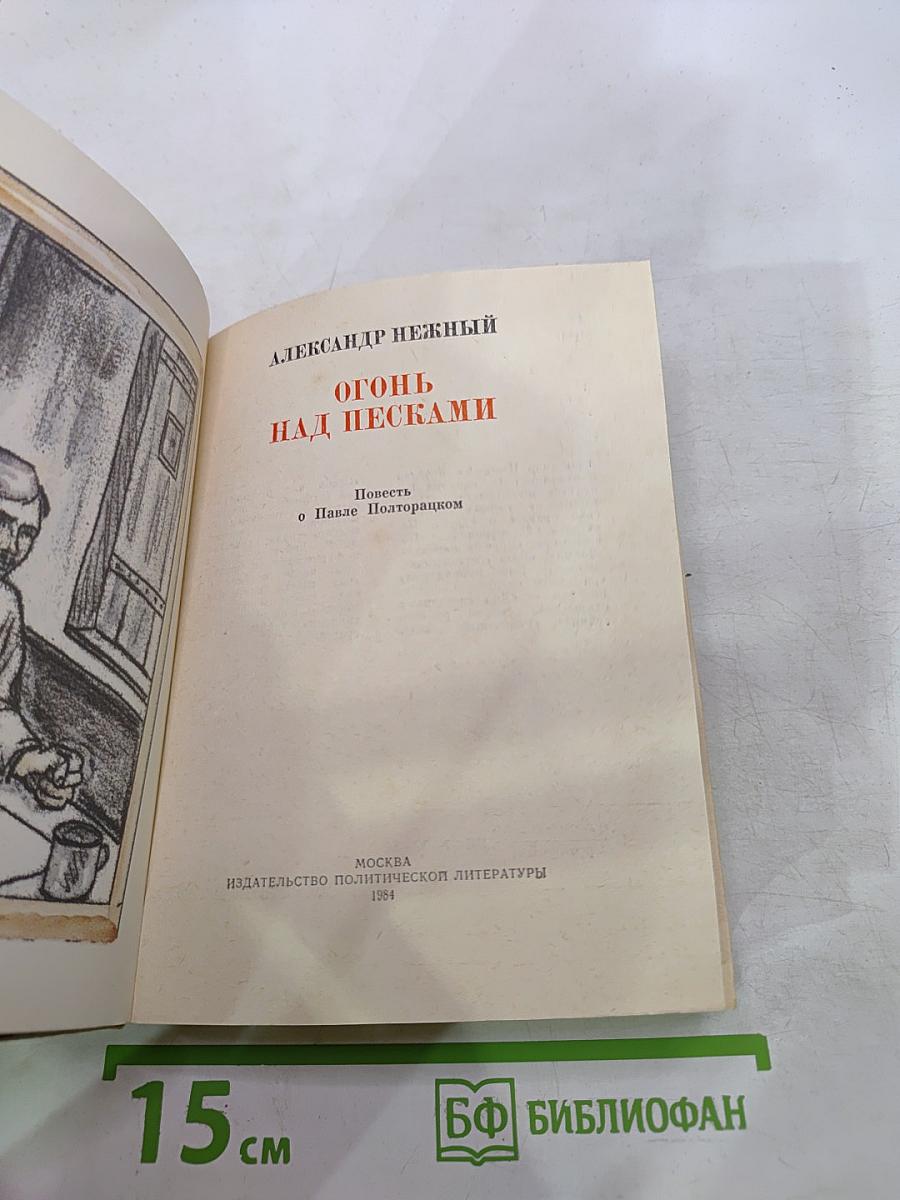 АЛЕКСАНДР НЕЖНЫЙ
ОГОНЬ
НАД ПЕСКАМИ
Повесть
о Павле Полторацком
МОСКВА
ИЗДАТЕЛЬСТВО ПОЛИТИЧЕСКОЙ ЛИТЕРАТУРЫ
1984
15 см
БФ БИБЛИОФАН